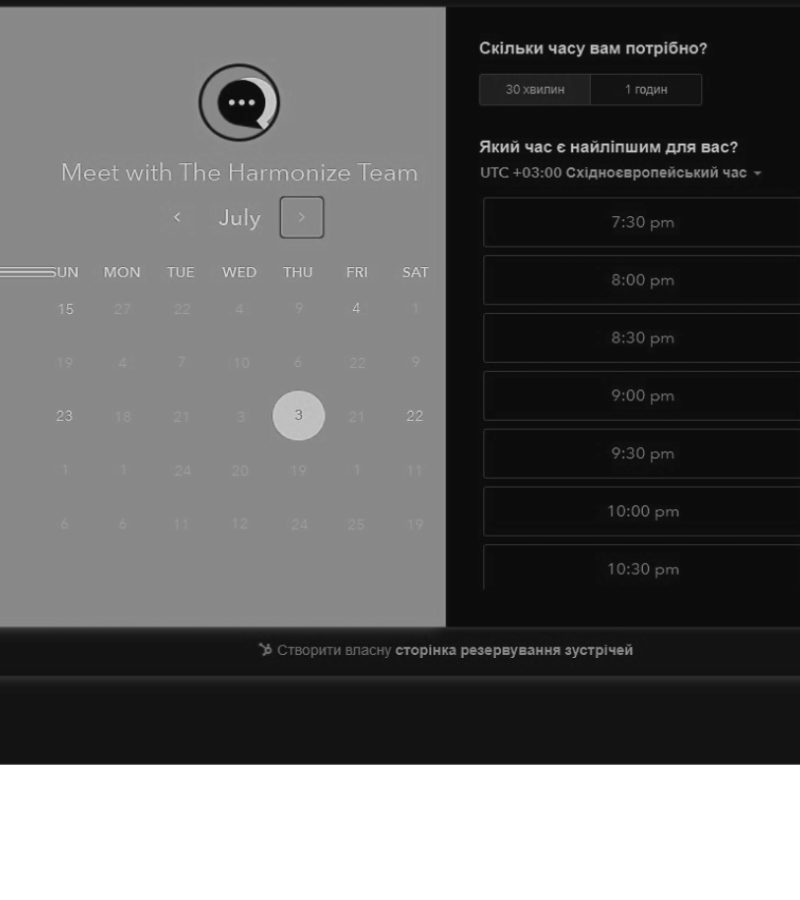 Meet with The Harmonize Team
July
SUN MON TUE WED THU FRI SAT
15 27 22 4 9 4 1
19 4 7 10 6 22 9
23 18 21 3 3 21 22
1 1 24 20 19 1 11
6 6 11 12 24 25 19
Скільки часу вам потрібно?
30 хвилин 1 годин
Який час є найліпшим для вас?
UTC +03:00 Східноєвропейський час
7:30 pm
8:00 pm
8:30 pm
9:00 pm
9:30 pm
10:00 pm
10:30 pm
Створити власну сторінка резервування зустрічей